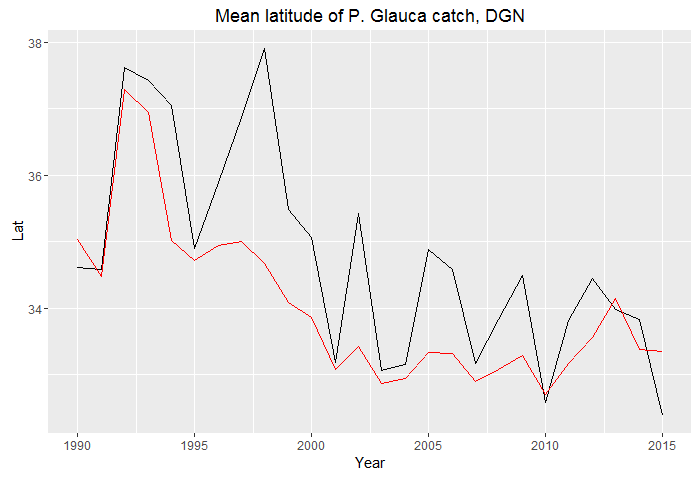 Mean latitude of P. Glauca catch, DGN
38
36
34
Lat
1990 1995 2000 2005 2010 2015
Year